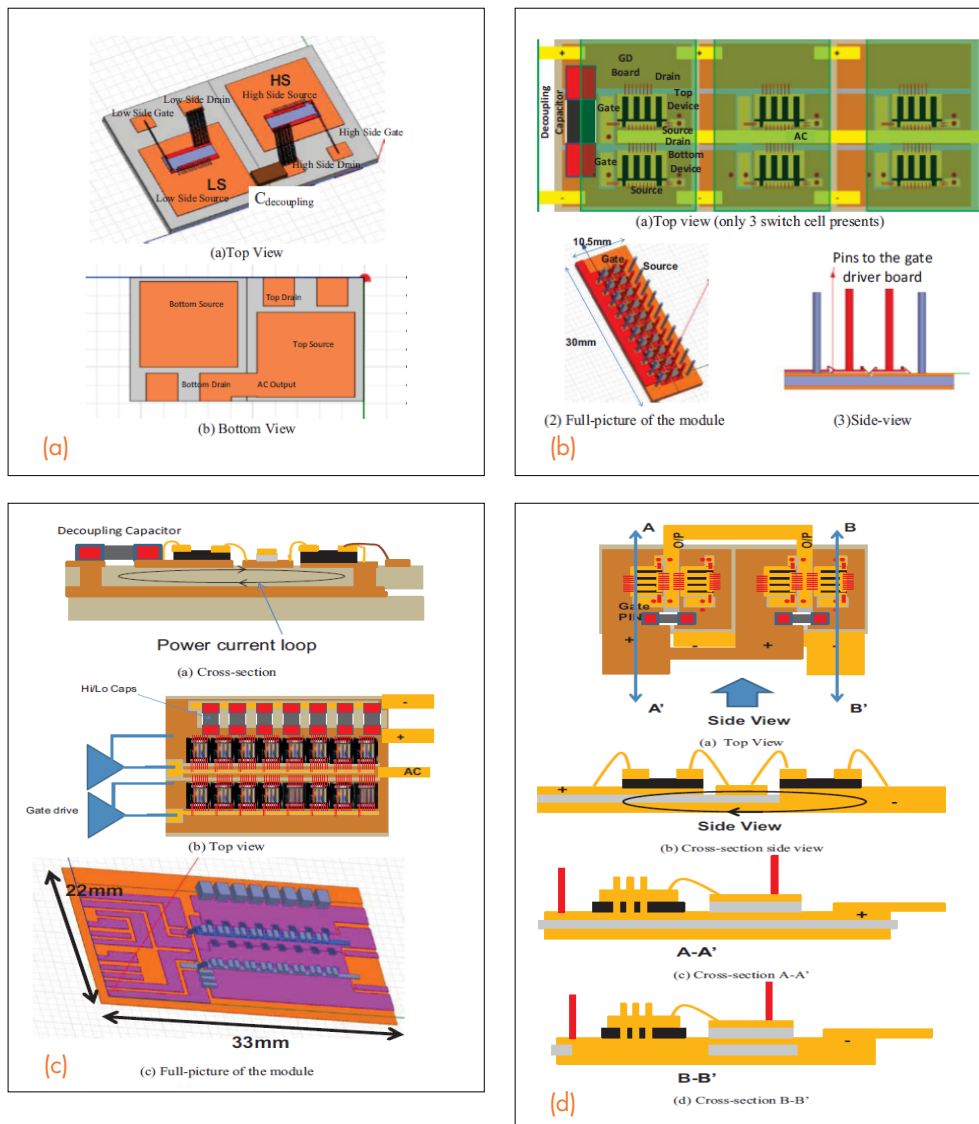 HS
High Side Source
Low Side Drain
Low Side Gate
High Side Gate
High Side Drain
LS
Low Side Source
Cdecoupling
(a)Top View
Bottom Source
Top Drain
Top Source
Bottom Drain
AC Output
(b) Bottom View
(a)
+
+
+
GD
Board
Drain
Decoupling
Capacitor
Gate
Top
Device
Source
Drain
AC
Gate
Bottom
Device
Source
-
-
-
(a)Top view (only 3 switch cell presents)
10.5mm
Gate
Source
30mm
Pins to the gate
driver board
(2) Full-picture of the module
(3)Side-view
(b)
Decoupling Capacitor
Power current loop
(a) Cross-section
Hi/Lo Caps
-
+
AC
Gate drive
(b) Top view
22mm
33mm
(c) Full-picture of the module
(c)
A
B
O/P
O/P
Gate
PIN
+
-
+
-
A'
B'
Side View
(a) Top View
+
-
Side View
(b) Cross-section side view
+
A-A'
(c) Cross-section A-A'
-
B-B'
(d) Cross-section B-B'
(d)